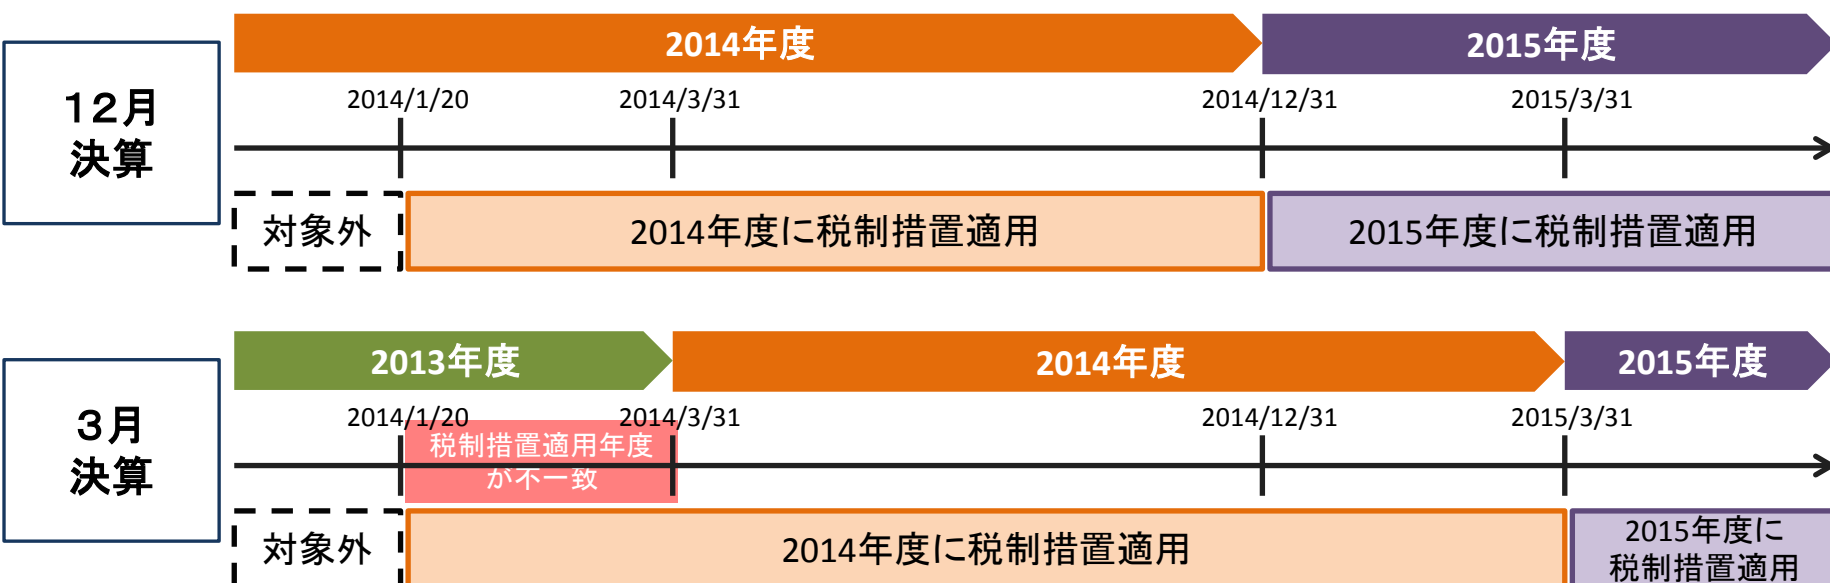 2014年度
2015年度
12月
決算
2014/1/20
2014/3/31
2014/12/31
2015/3/31
対象外
2014年度に税制措置適用
2015年度に税制措置適用
2013年度
2014年度
2015年度
3月
決算
2014/1/20
2014/3/31
2014/12/31
2015/3/31
税制措置適用年度
が不一致
対象外
2014年度に税制措置適用
2015年度に
税制措置適用